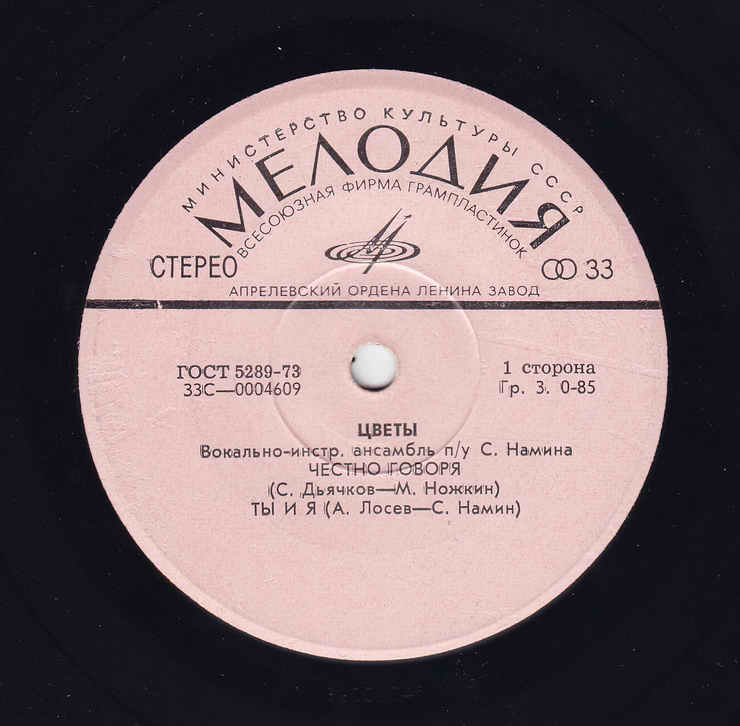 МИНИСТЕРСТВО КУЛЬТУРЫ СССР
МЕЛОДИЯ
ВСЕСОЮЗНАЯ ФИРМА ГРАМПЛАСТИНОК
СТЕРЕО
33
АПРЕЛЕВСКИЙ ОРДЕНА ЛЕНИНА ЗАВОД
ГОСТ 5289-73
33С—0004609
1 сторона
Гр. 3. 0-85
ЦВЕТЫ
Вокально-инстр. ансамбль п/у С. Намина
ЧЕСТНО ГОВОРЯ
(С. Дьячков—М. Ножкин)
ТЫ И Я (А. Лосев—С. Намин)